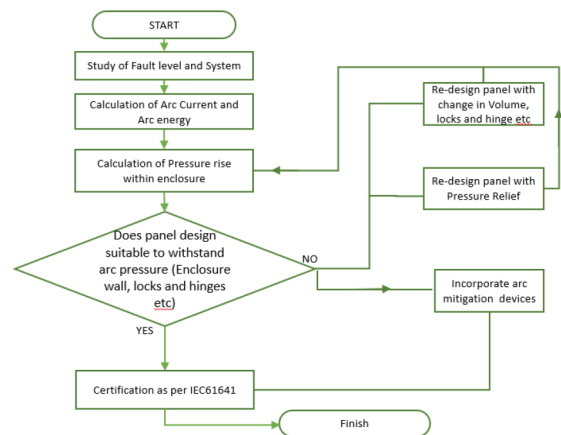 START
Study of Fault level and System
Calculation of Arc Current and
Arc energy
Calculation of Pressure rise
within enclosure
Does panel design
suitable to withstand
arc pressure (Enclosure
wall, locks and hinges
etc)
NO
YES
Re-design panel with
change in Volume,
locks and hinge etc
Re-design panel with
Pressure Relief
Incorporate arc
mitigation devices
Certification as per IEC61641
Finish